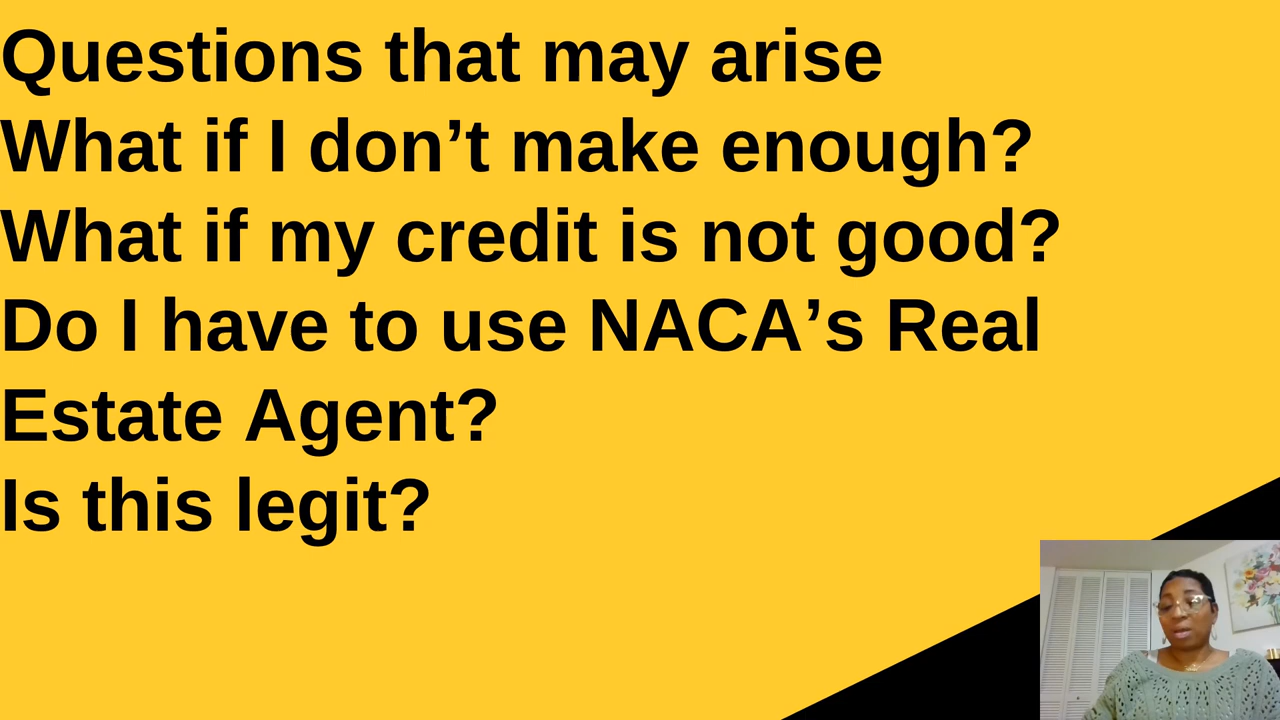 Questions that may arise
What if I don’t make enough?
What if my credit is not good?
Do I have to use NACA’s Real
Estate Agent?
Is this legit?